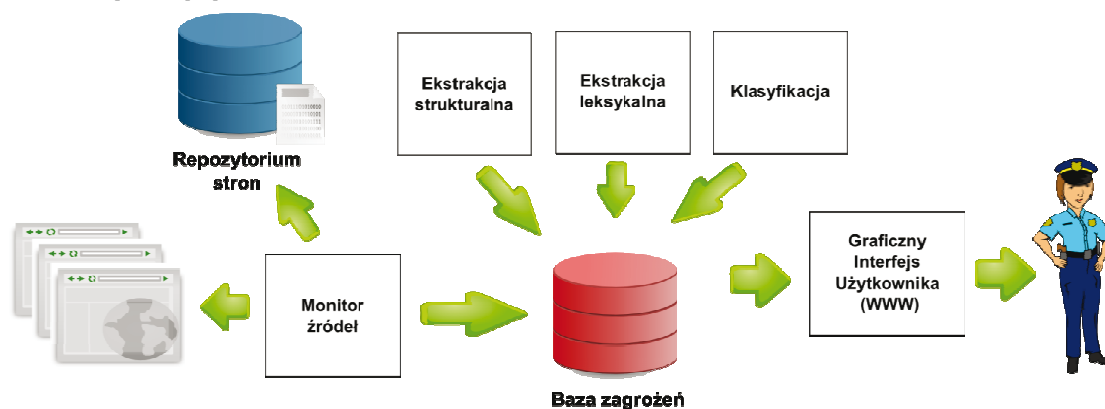 Ekstrakcja
strukturalna
Ekstrakcja
leksykalna
Klasyfikacja
Repozytorium
stron
Monitor
źródeł
Graficzny
Interfejs
Użytkownika
(WWW)
Baza zagrożeń